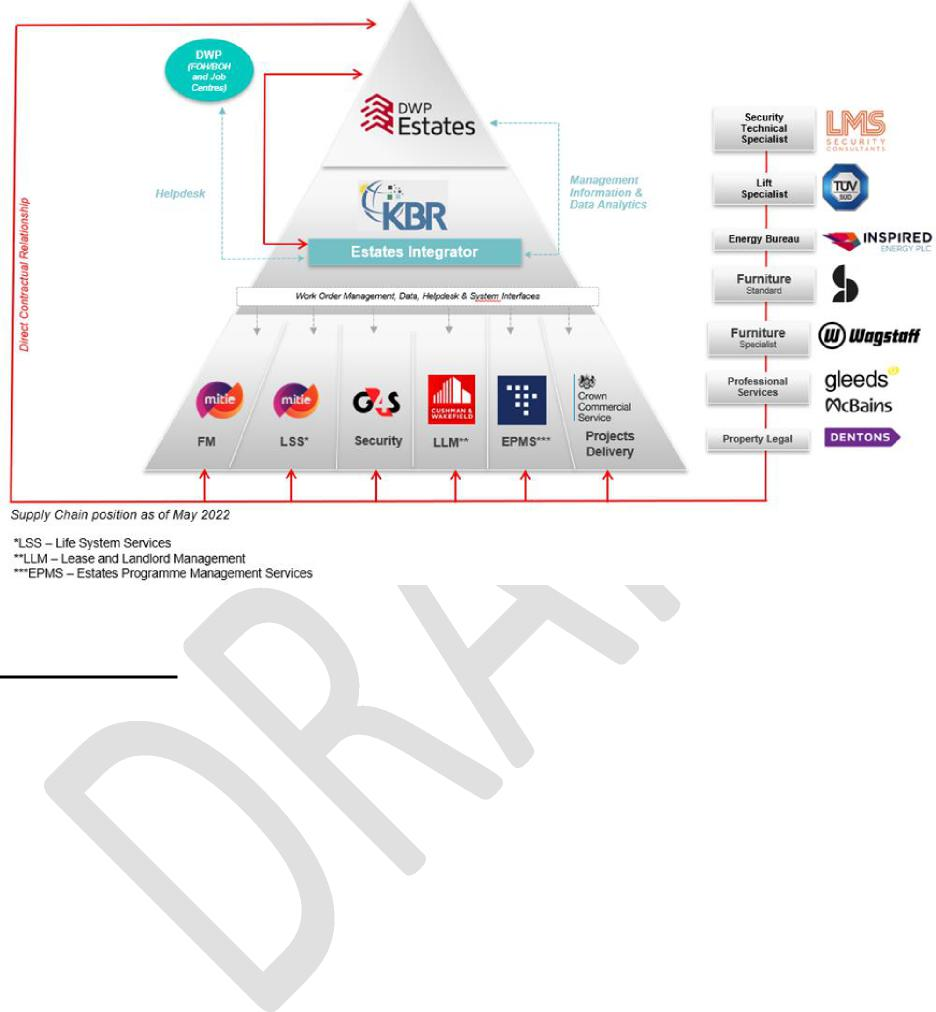 DWP
(FOH/BOH
and Job
Centres)
DWP
Estates
Helpdesk
Management
Information &
Data Analytics
KBR
Estates Integrator
Direct Contractual Relationship
Work Order Management, Data, Helpdesk & System Interfaces
mitie
FM
mitie
LSS*
G4S
Security
CUSHMAN &
WAKEFIELD
LLM**
EPMS***
Crown
Commercial
Service
Projects
Delivery
Security
Technical
Specialist
LMS
SECURITY
CONSULTANTS
Lift
Specialist
TÜV
SÜD
Energy Bureau
INSPIRED
ENERGY PLC
Furniture
Standard
Furniture
Specialist
Wagstaff
Professional
Services
gleeds
McBains
Property Legal
DENTONS
Supply Chain position as of May 2022
*LSS – Life System Services
**LLM – Lease and Landlord Management
***EPMS – Estates Programme Management Services
DRAF